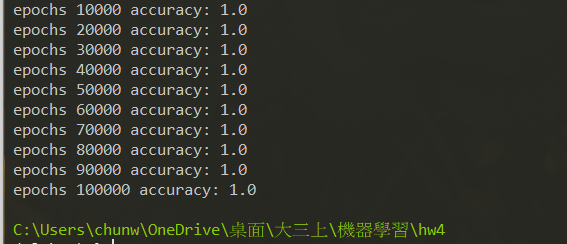 epochs 10000 accuracy: 1.0
epochs 20000 accuracy: 1.0
epochs 30000 accuracy: 1.0
epochs 40000 accuracy: 1.0
epochs 50000 accuracy: 1.0
epochs 60000 accuracy: 1.0
epochs 70000 accuracy: 1.0
epochs 80000 accuracy: 1.0
epochs 90000 accuracy: 1.0
epochs 100000 accuracy: 1.0
C:\Users\chunw\OneDrive\桌面\大三上\機器學習\hw4